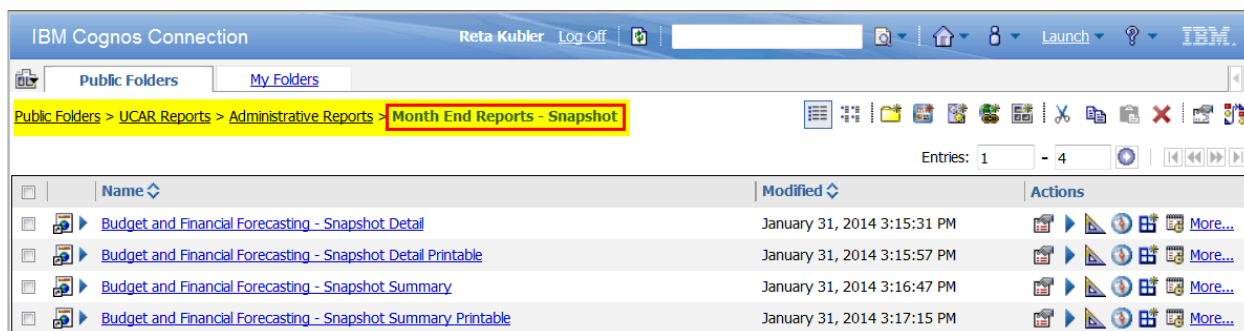 IBM Cognos Connection Reta Kubler Log Off Launch IBM.
Public Folders My Folders
Public Folders > UCAR Reports > Administrative Reports > Month End Reports - Snapshot
Entries: 1 - 4
Name Modified Actions
Budget and Financial Forecasting - Snapshot Detail January 31, 2014 3:15:31 PM More...
Budget and Financial Forecasting - Snapshot Detail Printable January 31, 2014 3:15:57 PM More...
Budget and Financial Forecasting - Snapshot Summary January 31, 2014 3:16:47 PM More...
Budget and Financial Forecasting - Snapshot Summary Printable January 31, 2014 3:17:15 PM More...